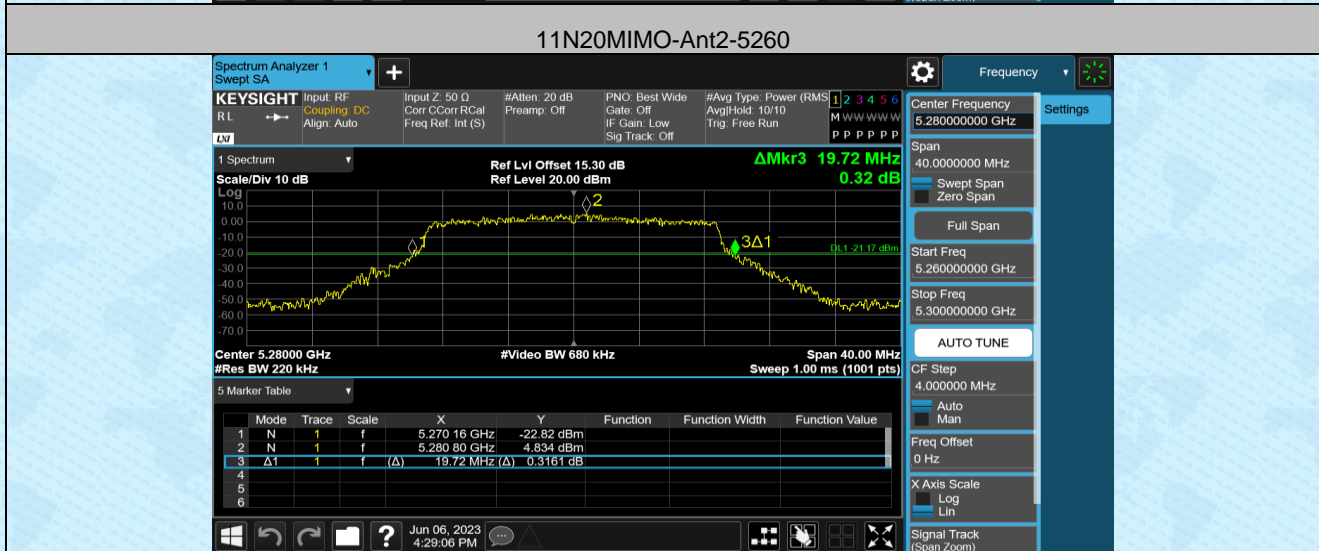 (Span Zoom)
11N20MIMO-Ant2-5260
Spectrum Analyzer 1
Swept SA
+
Frequency
KEYSIGHT
R L
LXI
Input: RF
Coupling: DC
Align: Auto
Input Z: 50 Ω
Corr CCorr RCal
Freq Ref: Int (S)
#Atten: 20 dB
Preamp: Off
PNO: Best Wide
Gate: Off
IF Gain: Low
Sig Track: Off
#Avg Type: Power (RMS
Avg|Hold: 10/10
Trig: Free Run
1 2 3 4 5 6
M W W W W W
P P P P P P
Center Frequency
5.280000000 GHz
Settings
Span
40.0000000 MHz
Swept Span
Zero Span
Full Span
Start Freq
5.260000000 GHz
Stop Freq
5.300000000 GHz
AUTO TUNE
CF Step
4.000000 MHz
Auto
Man
Freq Offset
0 Hz
X Axis Scale
Log
Lin
Signal Track
(Span Zoom)
1 Spectrum
Scale/Div 10 dB
Ref Lvl Offset 15.30 dB
Ref Level 20.00 dBm
ΔMkr3 19.72 MHz
0.32 dB
Log
10.0
0.00
-10.0
-20.0
-30.0
-40.0
-50.0
-60.0
-70.0
1
2
3Δ1
DL1 -21.17 dBm
Center 5.28000 GHz
#Res BW 220 kHz
#Video BW 680 kHz
Span 40.00 MHz
Sweep 1.00 ms (1001 pts)
5 Marker Table
Mode Trace Scale X Y Function Function Width Function Value
1 N 1 f 5.270 16 GHz -22.82 dBm
2 N 1 f 5.280 80 GHz 4.834 dBm
3 Δ1 1 f (Δ) 19.72 MHz (Δ) 0.3161 dB
4
5
6
?
Jun 06, 2023
4:29:06 PM